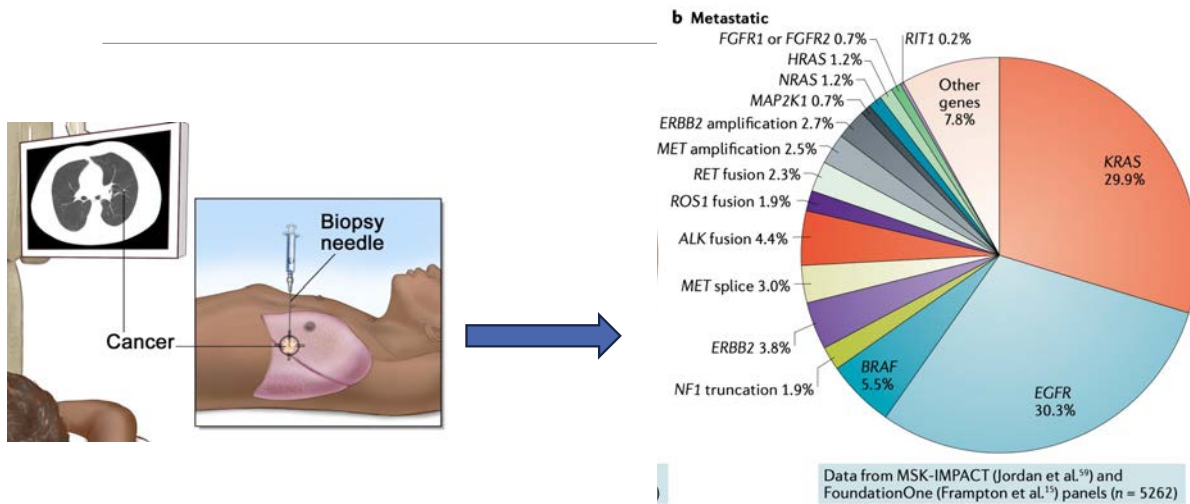 b Metastatic
FGFR1 or FGFR2 0.7%
RIT1 0.2%
HRAS 1.2%
NRAS 1.2%
MAP2K1 0.7%
ERBB2 amplification 2.7%
MET amplification 2.5%
RET fusion 2.3%
ROS1 fusion 1.9%
ALK fusion 4.4%
MET splice 3.0%
ERBB2 3.8%
NF1 truncation 1.9%
BRAF
5.5%
EGFR
30.3%
KRAS
29.9%
Other
genes
7.8%
Biopsy
needle
Cancer
)
Data from MSK-IMPACT (Jordan et al.⁵⁹) and
FoundationOne (Frampton et al.¹⁵) panels (n = 5262)